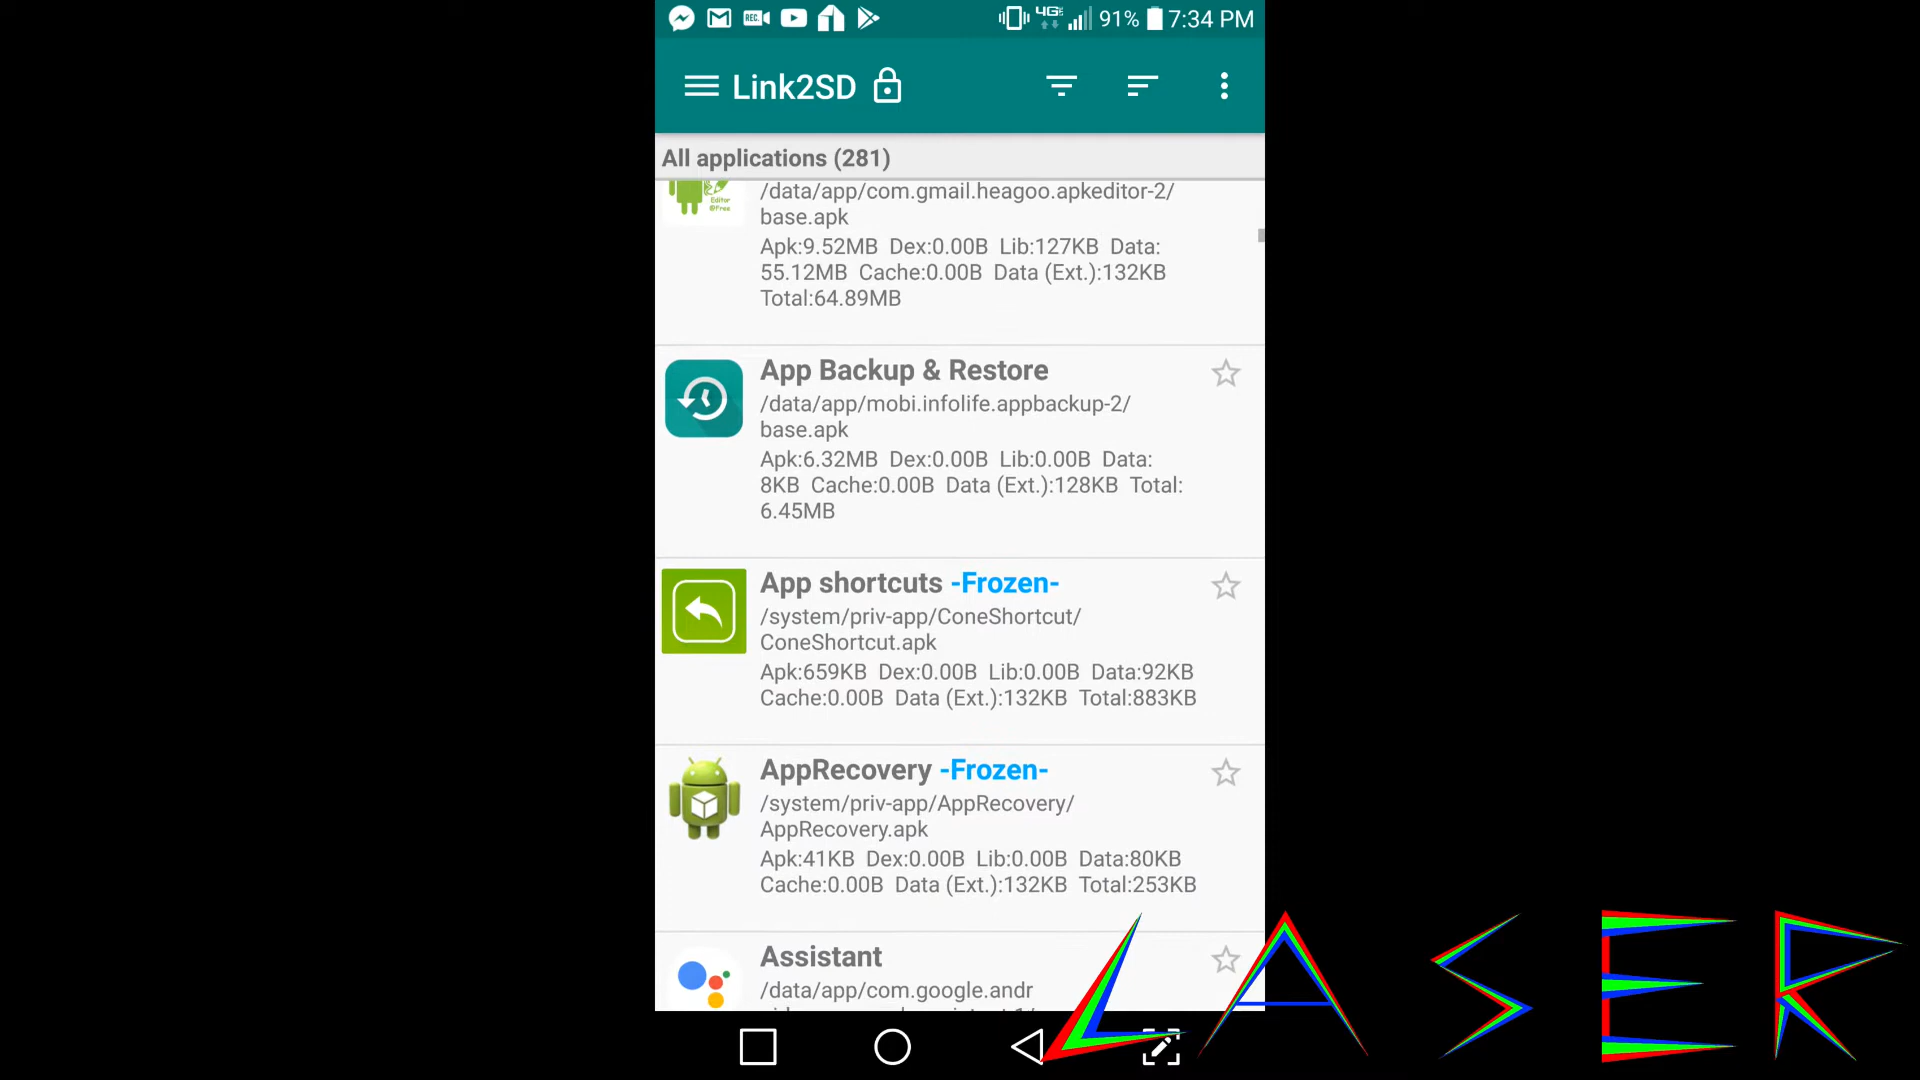 REC.
4G 91% 7:34 PM
Link2SD
All applications (281)
Editor
@Free
/data/app/com.gmail.heagoo.apkeditor-2/
base.apk
Apk:9.52MB Dex:0.00B Lib:127KB Data:
55.12MB Cache:0.00B Data (Ext.):132KB
Total:64.89MB
App Backup & Restore
/data/app/mobi.infolife.appbackup-2/
base.apk
Apk:6.32MB Dex:0.00B Lib:0.00B Data:
8KB Cache:0.00B Data (Ext.):128KB Total:
6.45MB
App shortcuts -Frozen-
/system/priv-app/ConeShortcut/
ConeShortcut.apk
Apk:659KB Dex:0.00B Lib:0.00B Data:92KB
Cache:0.00B Data (Ext.):132KB Total:883KB
AppRecovery -Frozen-
/system/priv-app/AppRecovery/
AppRecovery.apk
Apk:41KB Dex:0.00B Lib:0.00B Data:80KB
Cache:0.00B Data (Ext.):132KB Total:253KB
Assistant
/data/app/com.google.andr
LASER